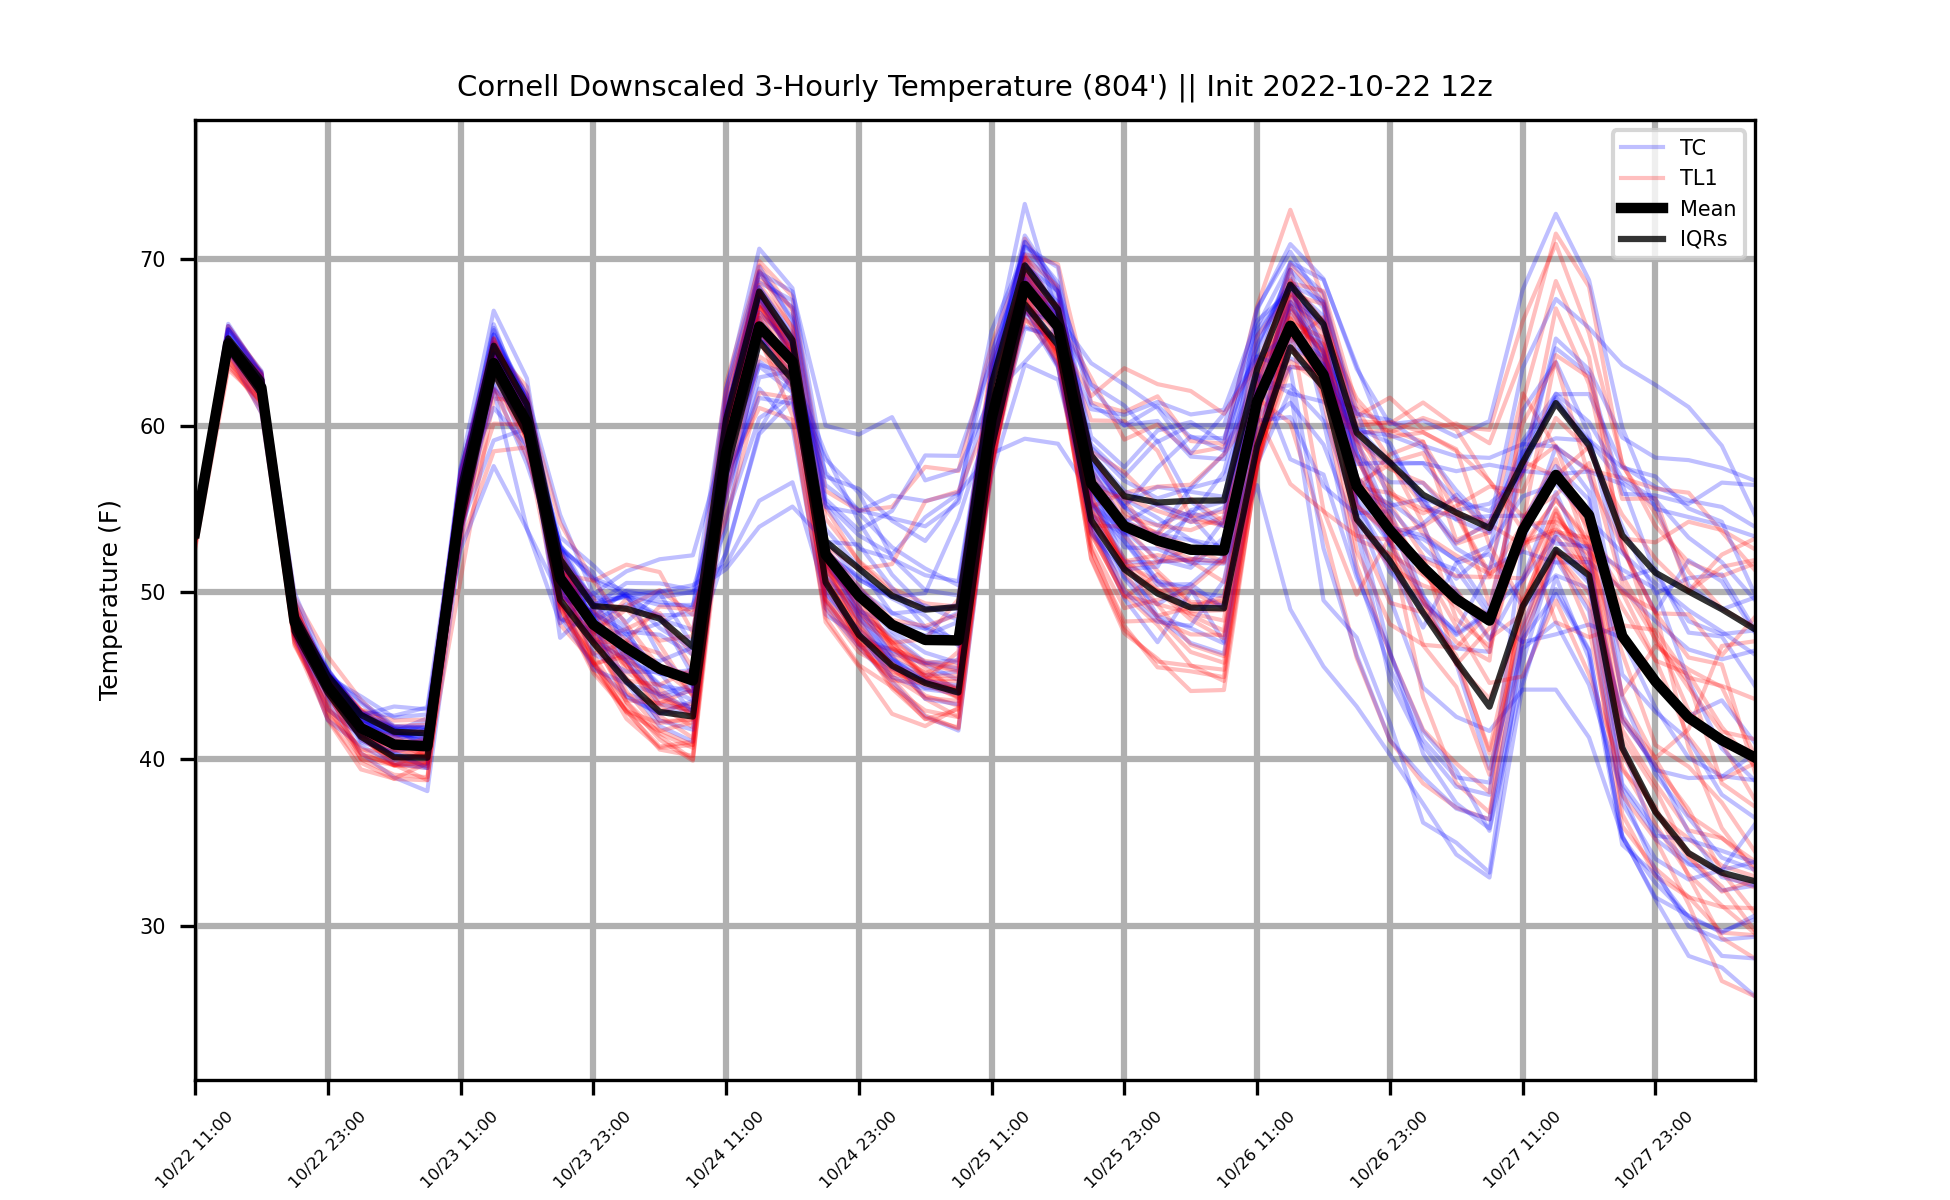 Cornell Downscaled 3-Hourly Temperature (804') || Init 2022-10-22 12z
TC
TL1
Mean
IQRs
Temperature (F)
70
60
50
40
30
10/22 11:00
10/22 23:00
10/23 11:00
10/23 23:00
10/24 11:00
10/24 23:00
10/25 11:00
10/25 23:00
10/26 11:00
10/26 23:00
10/27 11:00
10/27 23:00